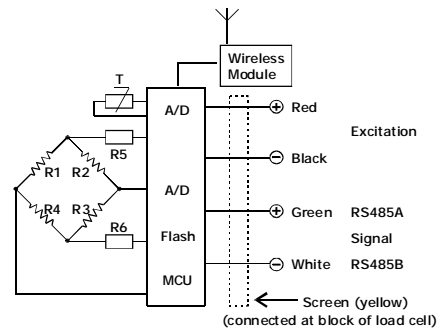 Wireless
Module
T
A/D
Red
Excitation
R5
Black
R1
R2
A/D
R4
R3
Green
RS485A
R6
Flash
Signal
White
RS485B
MCU
Screen (yellow)
(connected at block of load cell)